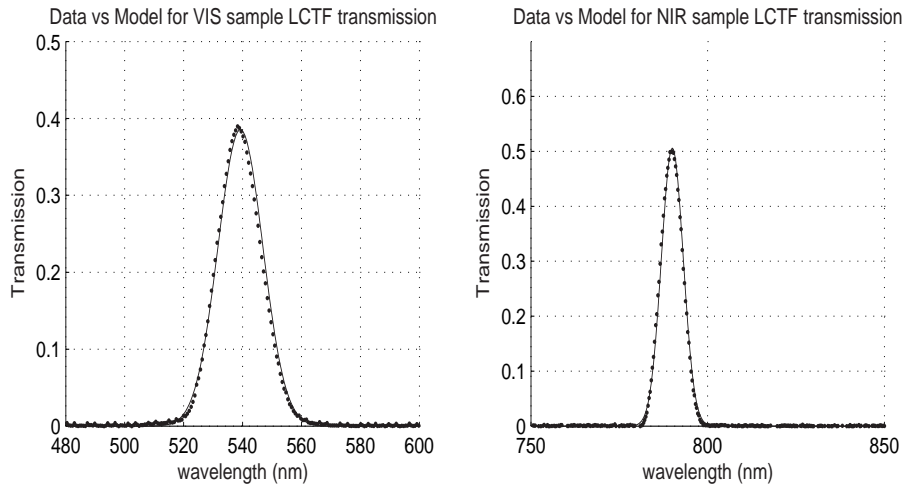 Data vs Model for VIS sample LCTF transmission
0.5
0.4
0.3
0.2
0.1
0
Transmission
480 500 520 540 560 580 600
wavelength (nm)
Data vs Model for NIR sample LCTF transmission
0.6
0.5
0.4
0.3
0.2
0.1
0
Transmission
750 800 850
wavelength (nm)